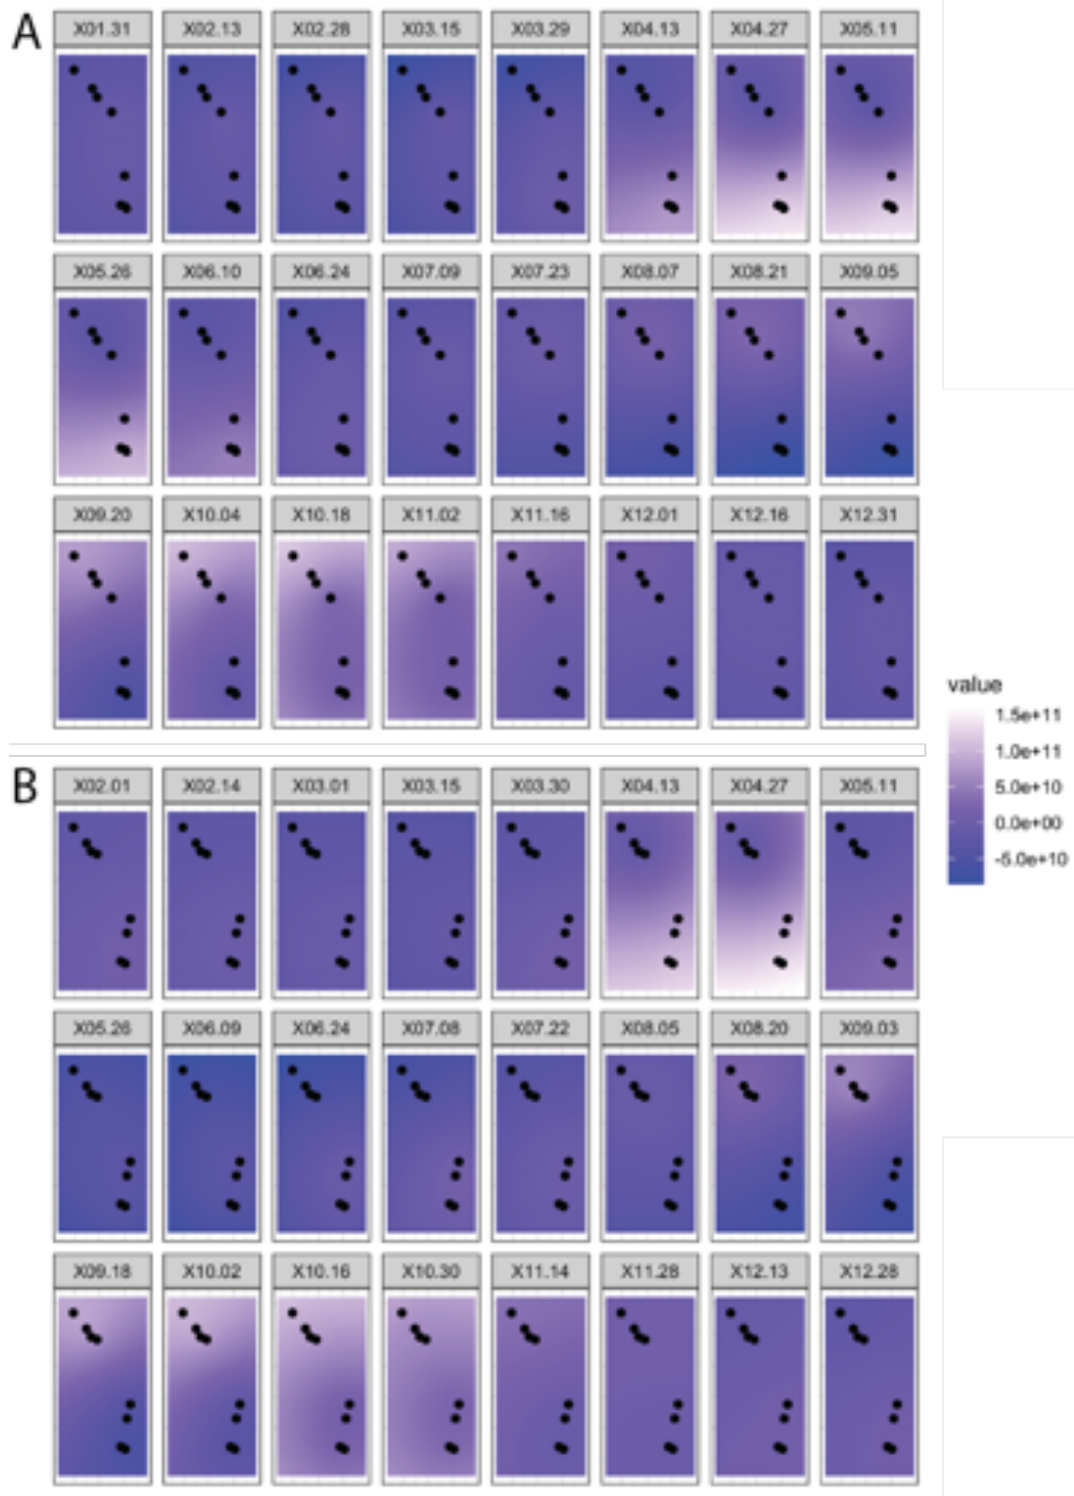 A
X01.31 X02.13 X02.28 X03.15 X03.29 X04.13 X04.27 X05.11
X05.26 X06.10 X06.24 X07.09 X07.23 X08.07 X08.21 X09.05
X09.20 X10.04 X10.18 X11.02 X11.16 X12.01 X12.16 X12.31
value
1.5e+11
1.0e+11
5.0e+10
0.0e+00
-5.0e+10
B
X02.01 X02.14 X03.01 X03.15 X03.30 X04.13 X04.27 X05.11
X05.26 X06.09 X06.24 X07.08 X07.22 X08.05 X08.20 X09.03
X09.18 X10.02 X10.16 X10.30 X11.14 X11.28 X12.13 X12.28